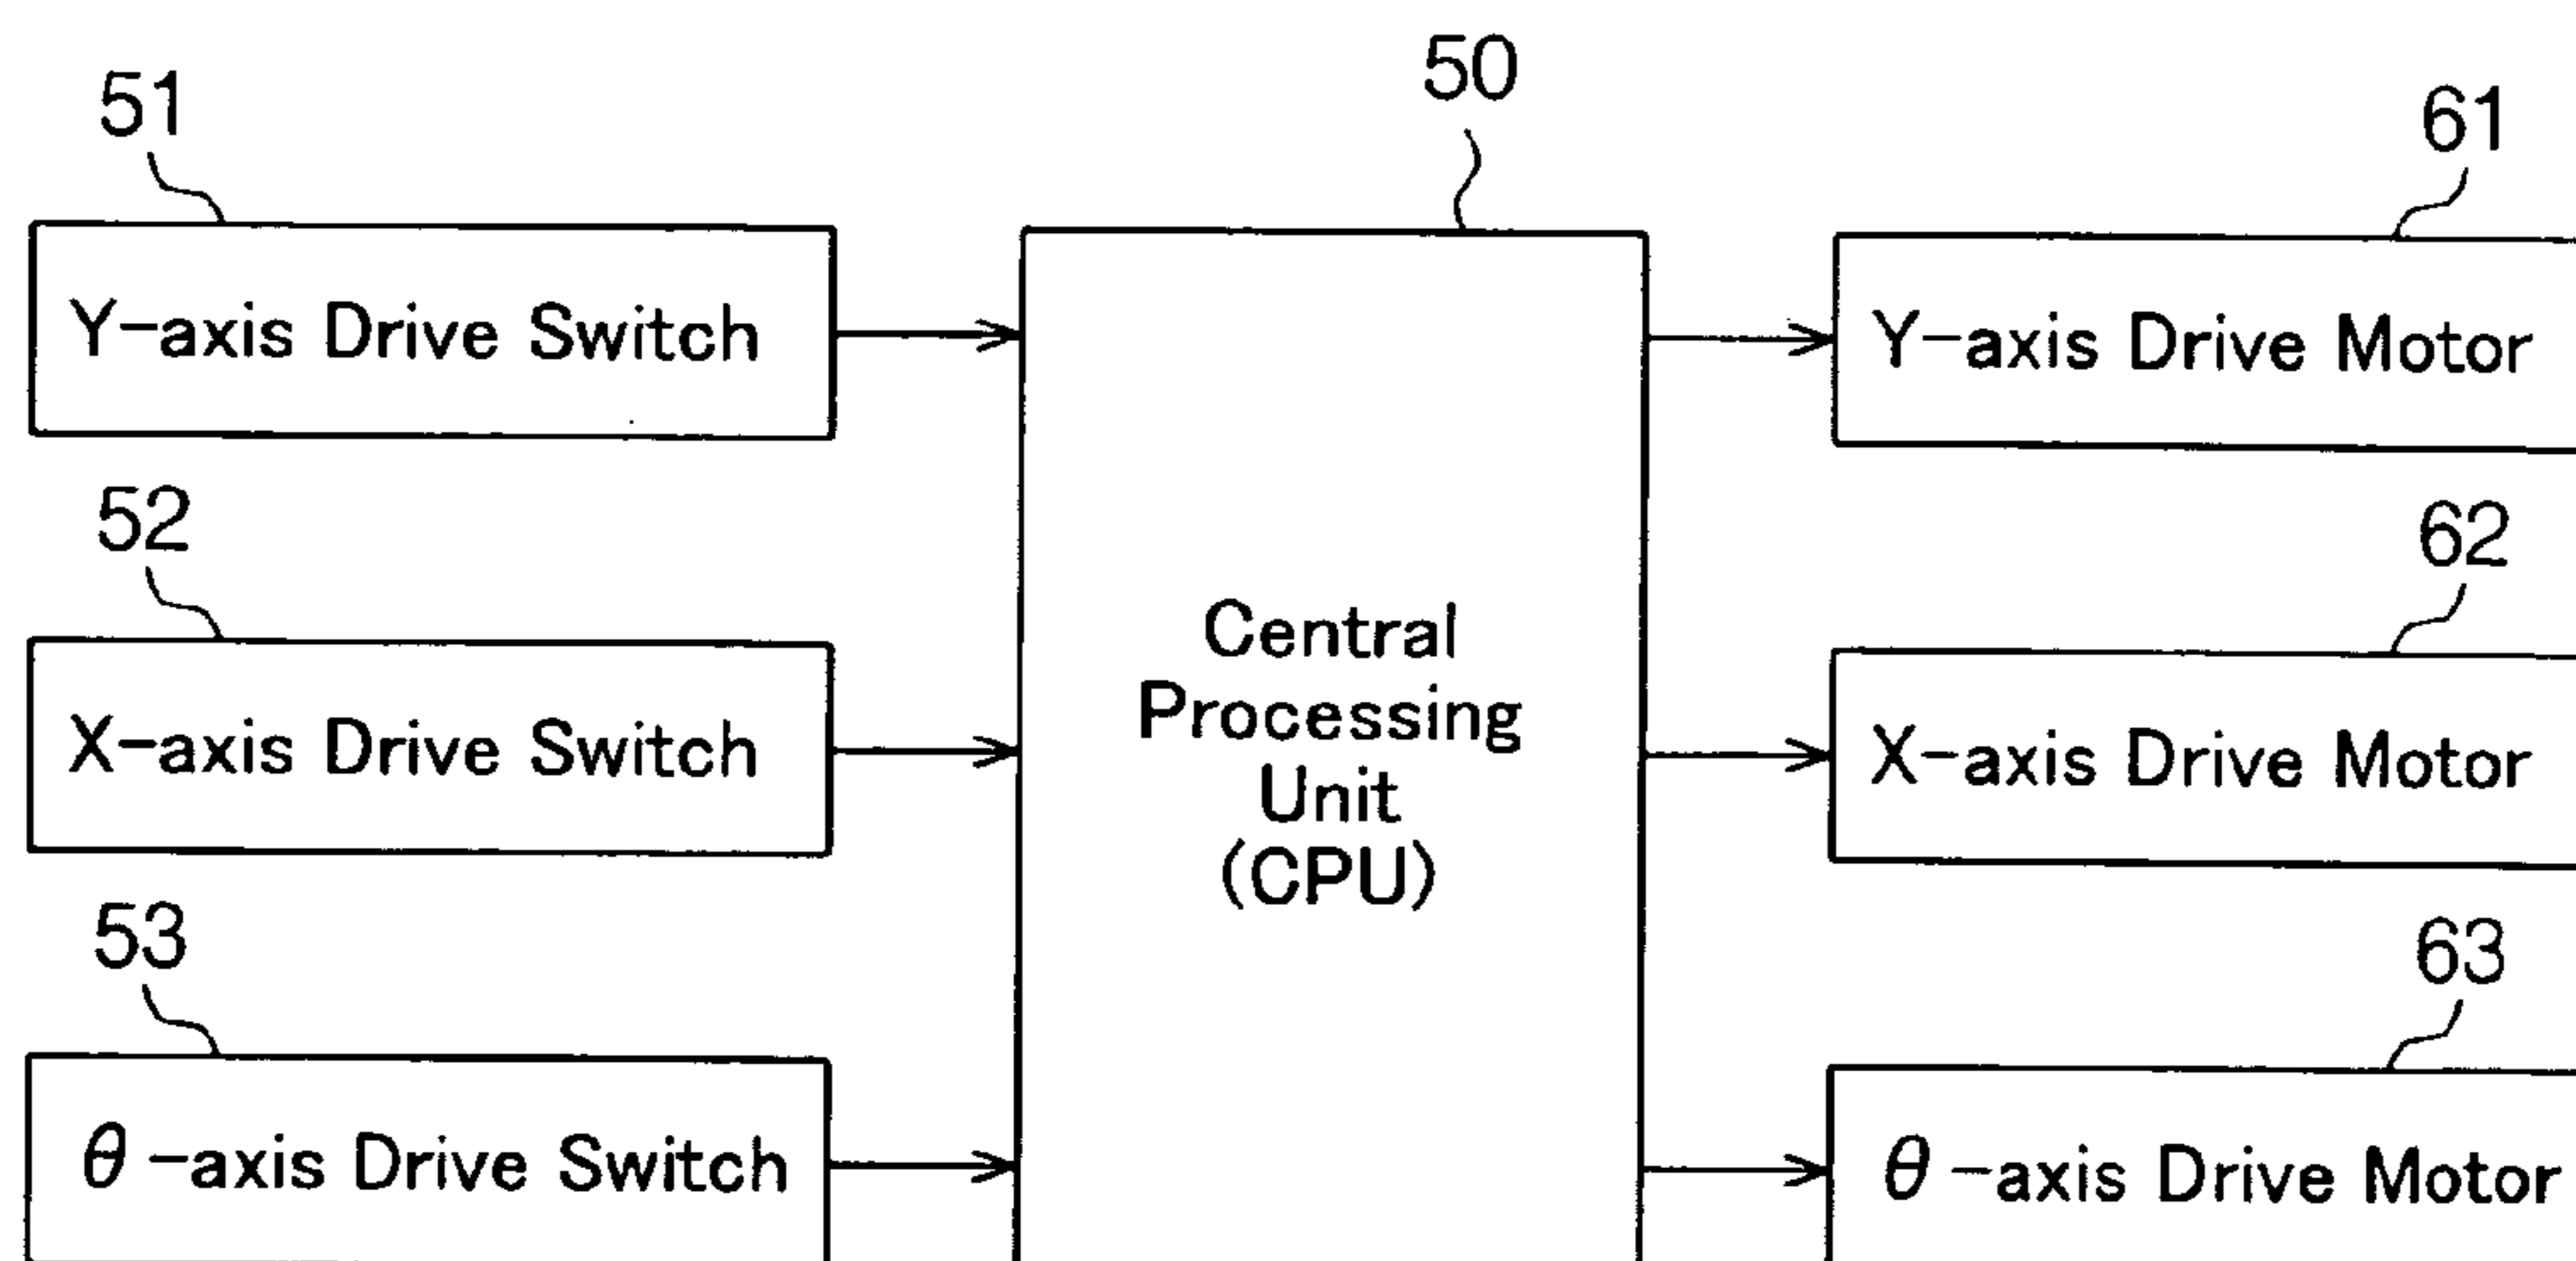 50
51
61
Y-axis Drive Switch
Y-axis Drive Motor
52
62
Central
Processing
Unit
(CPU)
X-axis Drive Switch
X-axis Drive Motor
53
63
θ-axis Drive Switch
θ-axis Drive Motor